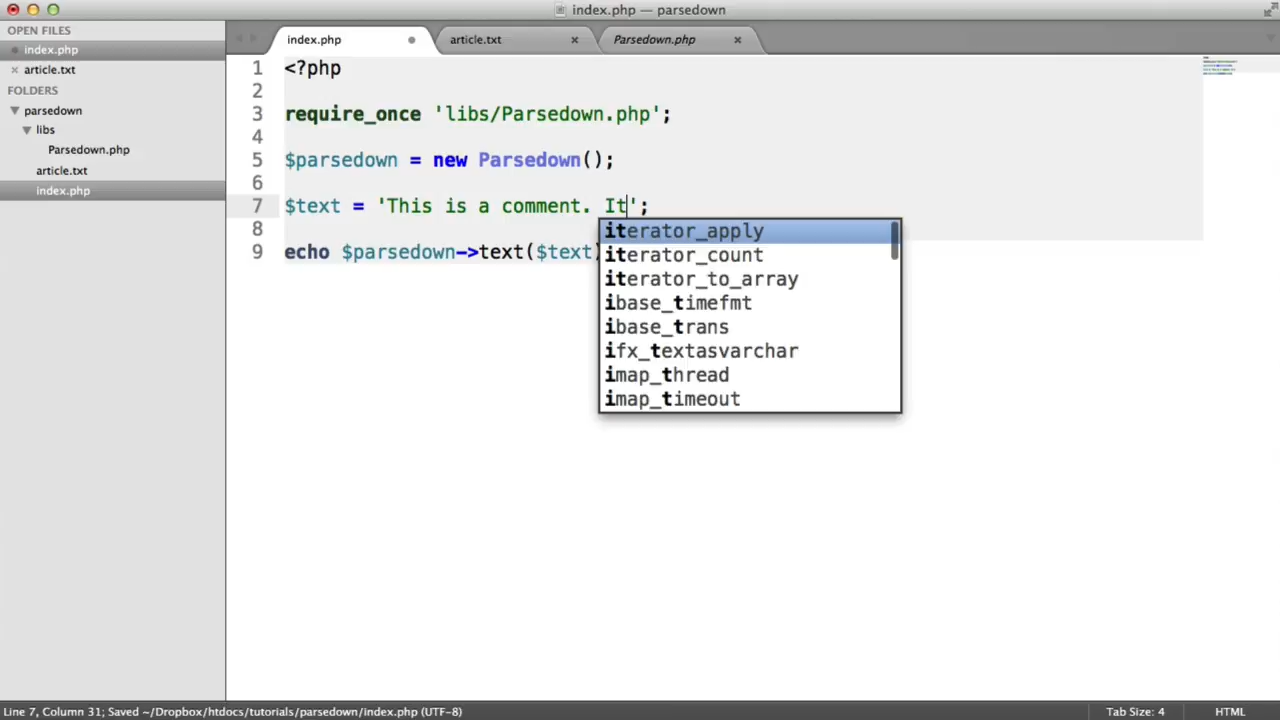 index.php — parsedown
OPEN FILES
index.php
article.txt
FOLDERS
parsedown
libs
Parsedown.php
article.txt
index.php
index.php
article.txt
Parsedown.php
1 <?php
2
3 require_once 'libs/Parsedown.php';
4
5 $parsedown = new Parsedown();
6
7 $text = 'This is a comment. It';
8
9 echo $parsedown->text($text)
iterator_apply
iterator_count
iterator_to_array
ibase_timefmt
ibase_trans
ifx_textasvarchar
imap_thread
imap_timeout
Line 7, Column 31; Saved ~/Dropbox/htdocs/tutorials/parsedown/index.php (UTF-8)
Tab Size: 4
HTML